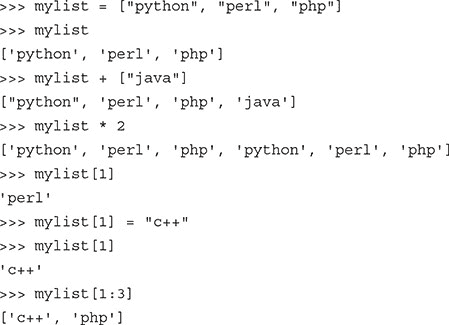 >>> mylist = ["python", "perl", "php"]
>>> mylist
['python', 'perl', 'php']
>>> mylist + ["java"]
["python", 'perl', 'php', 'java']
>>> mylist * 2
['python', 'perl', 'php', 'python', 'perl', 'php']
>>> mylist[1]
'perl'
>>> mylist[1] = "c++"
>>> mylist[1]
'c++'
>>> mylist[1:3]
['c++', 'php']